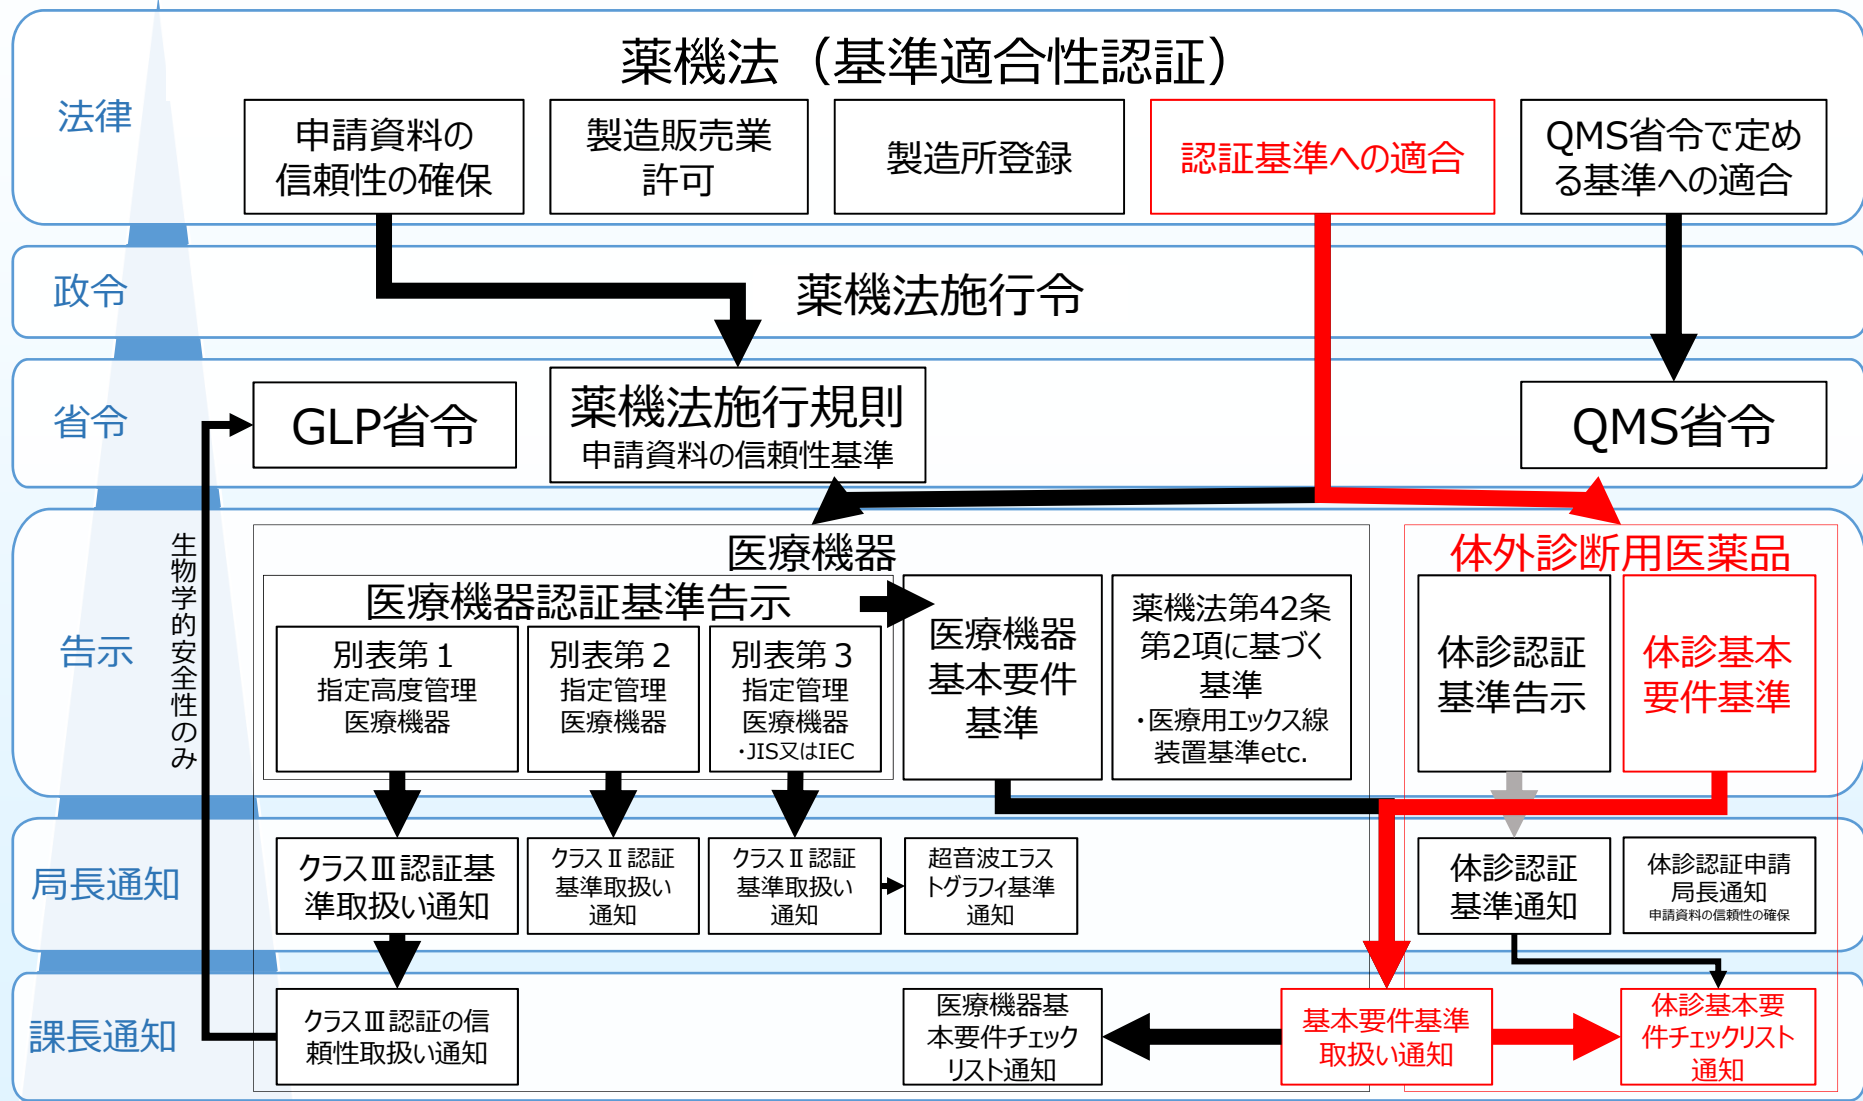 薬機法（基準適合性認証）
法律
申請資料の
信頼性の確保
製造販売業
許可
製造所登録
認証基準への適合
QMS省令で定め
る基準への適合
政令
薬機法施行令
省令
GLP省令
薬機法施行規則
申請資料の信頼性基準
QMS省令
告示
生物学的安全性のみ
医療機器
医療機器認証基準告示
別表第１
指定高度管理
医療機器
別表第２
指定管理
医療機器
別表第３
指定管理
医療機器
・JIS又はIEC
医療機器
基本要件
基準
薬機法第42条
第2項に基づく
基準
・医療用エックス線
装置基準etc.
体外診断用医薬品
体診認証
基準告示
体診基本
要件基準
局長通知
クラスⅢ認証基
準取扱い通知
クラスⅡ認証
基準取扱い
通知
クラスⅡ認証
基準取扱い
通知
超音波エラス
トグラフィ基準
通知
体診認証
基準通知
体診認証申請
局長通知
申請資料の信頼性の確保
課長通知
クラスⅢ認証の信
頼性取扱い通知
医療機器基
本要件チェック
リスト通知
基本要件基準
取扱い通知
体診基本要
件チェックリスト
通知